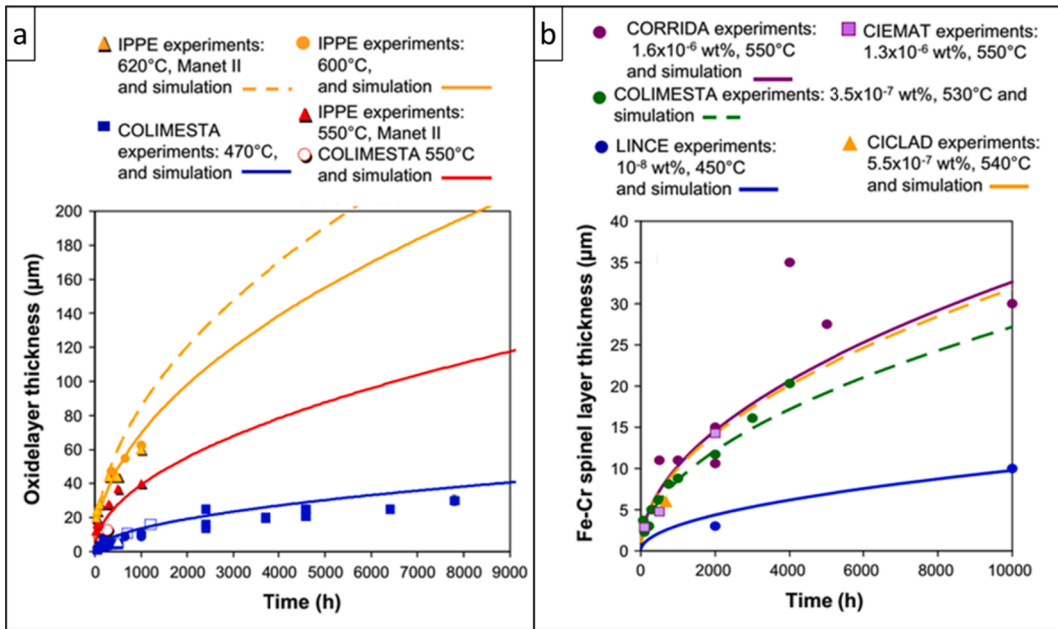 a
IPPE experiments:
620°C, Manet II
and simulation
IPPE experiments:
600°C,
and simulation
COLIMESTA
experiments: 470°C,
and simulation
IPPE experiments:
550°C, Manet II
COLIMESTA 550°C
and simulation
Oxidelayer thickness (µm)
200
180
160
140
120
100
80
60
40
20
0
0 1000 2000 3000 4000 5000 6000 7000 8000 9000
Time (h)
b
CORRIDA experiments:
1.6x10⁻⁶ wt%, 550°C
and simulation
CIEMAT experiments:
1.3x10⁻⁶ wt%, 550°C
COLIMESTA experiments: 3.5x10⁻⁷ wt%, 530°C and
simulation
LINCE experiments:
10⁻⁸ wt%, 450°C
and simulation
CICLAD experiments:
5.5x10⁻⁷ wt%, 540°C
and simulation
Fe-Cr spinel layer thickness (µm)
40
35
30
25
20
15
10
5
0
0 2000 4000 6000 8000 10000
Time (h)